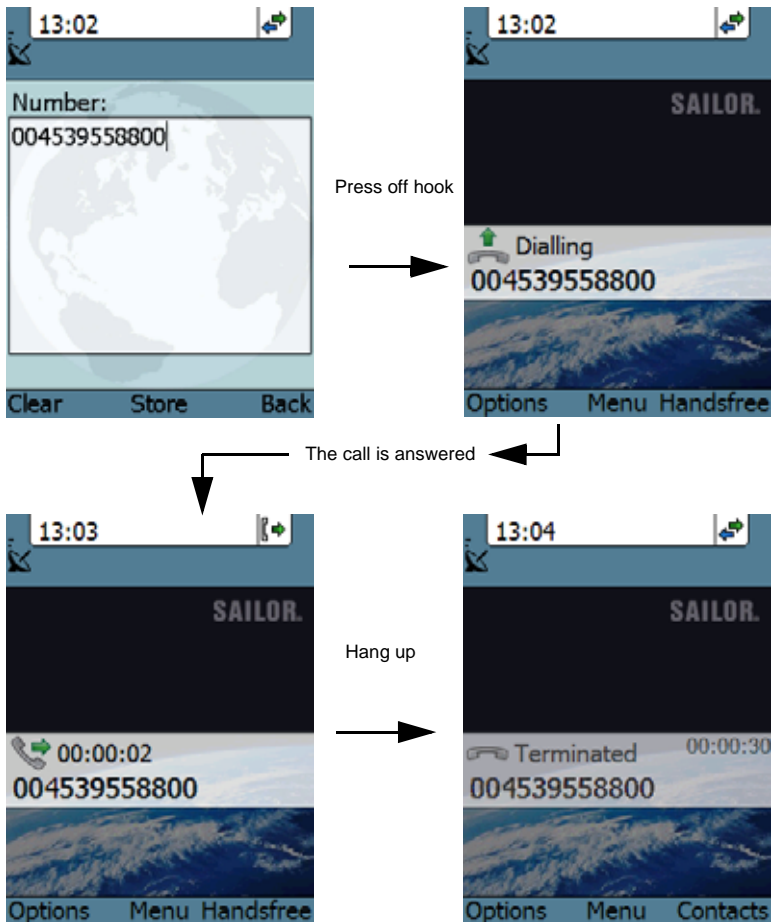 13:02
Number:
004539558800
Clear Store Back
Press off hook
13:02
SAILOR.
Dialling
004539558800
Options Menu Handsfree
The call is answered
13:03
SAILOR.
00:00:02
004539558800
Options Menu Handsfree
Hang up
13:04
SAILOR.
Terminated 00:00:30
004539558800
Options Menu Contacts